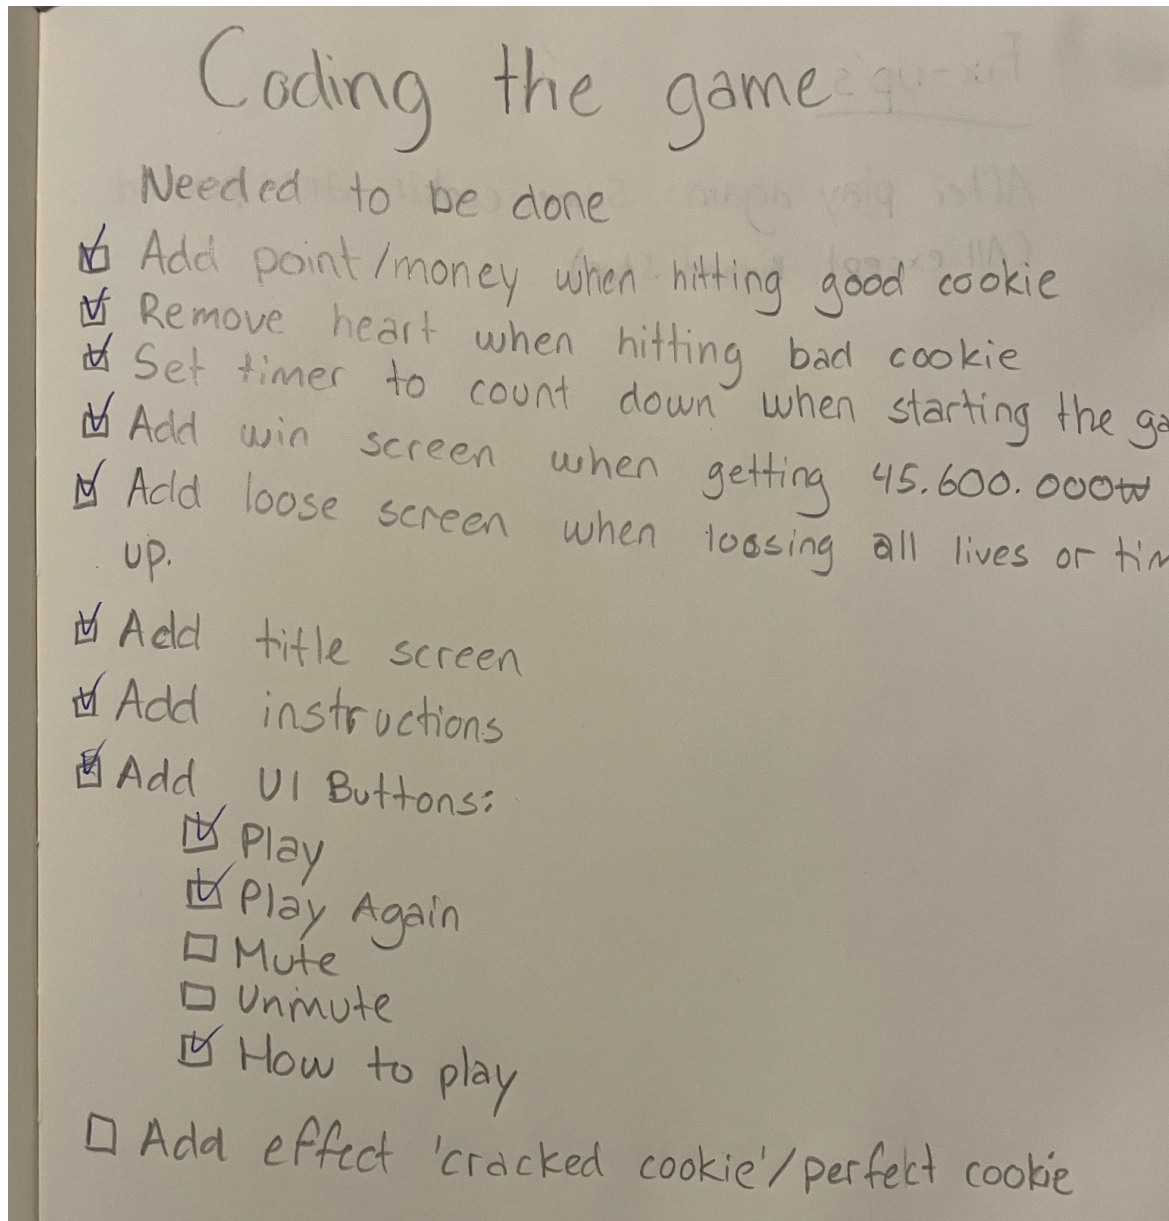 Coding the game
Needed to be done
☑ Add point/money when hitting good cookie
☑ Remove heart when hitting bad cookie
☑ Set timer to count down when starting the ga
☑ Add win screen when getting 45.600.000₩
☑ Add loose screen when loosing all lives or tim
up.
☑ Add title screen
☑ Add instructions
☑ Add UI Buttons:
☑ Play
☑ Play Again
☐ Mute
☐ Unmute
☑ How to play
☐ Add effect 'cracked cookie'/perfekt cookie